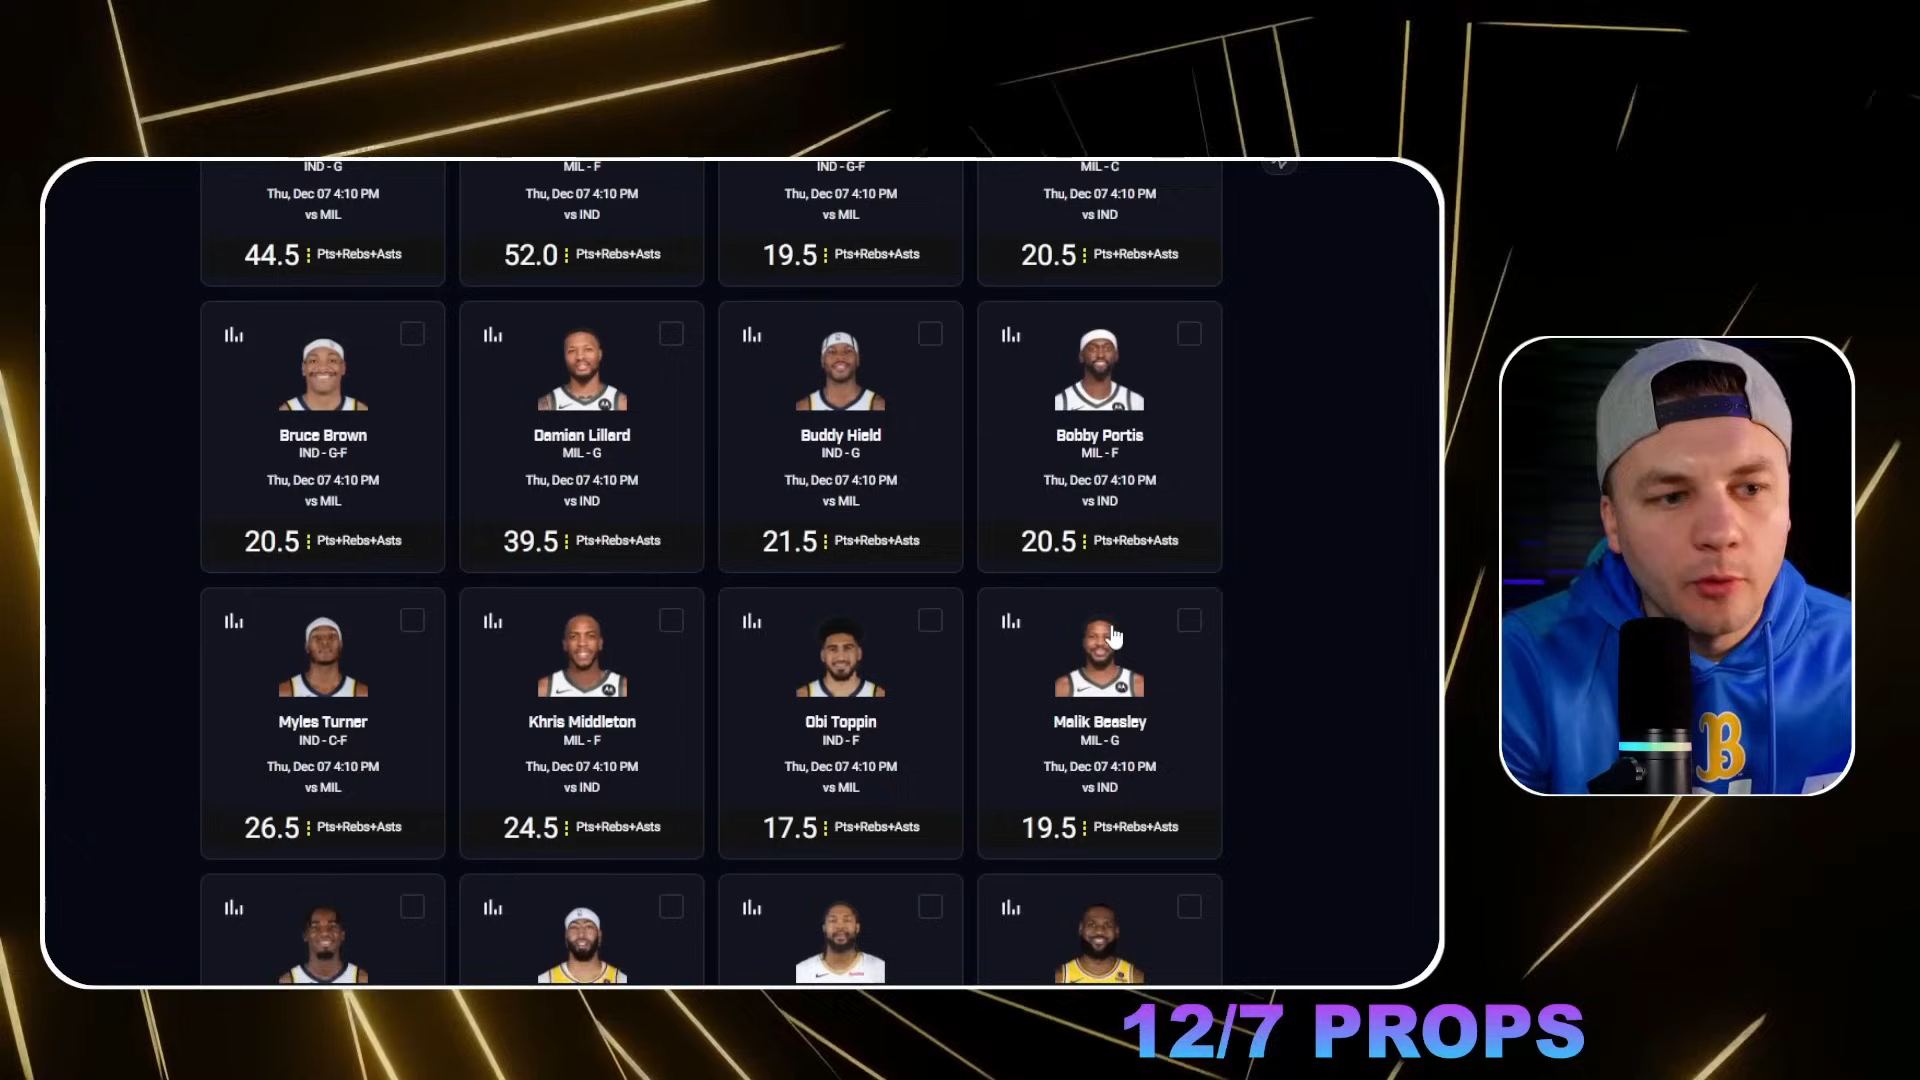 IND - G
MIL - F
IND - G-F
MIL - C
Thu, Dec 07 4:10 PM
Thu, Dec 07 4:10 PM
Thu, Dec 07 4:10 PM
Thu, Dec 07 4:10 PM
vs MIL
vs IND
vs MIL
vs IND
44.5 Pts+Rebs+Asts
52.0 Pts+Rebs+Asts
19.5 Pts+Rebs+Asts
20.5 Pts+Rebs+Asts
Bruce Brown
IND - G-F
Thu, Dec 07 4:10 PM
vs MIL
20.5 Pts+Rebs+Asts
Damian Lillard
MIL - G
Thu, Dec 07 4:10 PM
vs IND
39.5 Pts+Rebs+Asts
Buddy Hield
IND - G
Thu, Dec 07 4:10 PM
vs MIL
21.5 Pts+Rebs+Asts
Bobby Portis
MIL - F
Thu, Dec 07 4:10 PM
vs IND
20.5 Pts+Rebs+Asts
Myles Turner
IND - C-F
Thu, Dec 07 4:10 PM
vs MIL
26.5 Pts+Rebs+Asts
Khris Middleton
MIL - F
Thu, Dec 07 4:10 PM
vs IND
24.5 Pts+Rebs+Asts
Obi Toppin
IND - F
Thu, Dec 07 4:10 PM
vs MIL
17.5 Pts+Rebs+Asts
Malik Beasley
MIL - G
Thu, Dec 07 4:10 PM
vs IND
19.5 Pts+Rebs+Asts
B
12/7 PROPS